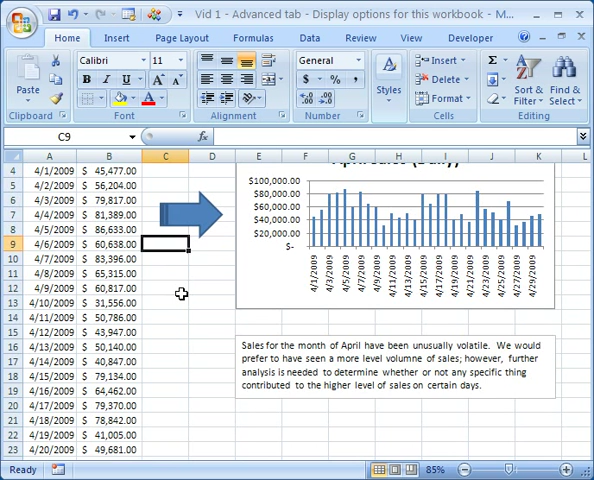 Vid 1 - Advanced tab - Display options for this workbook - M...
Home Insert Page Layout Formulas Data Review View Developer
Calibri 11 General
Paste B I U A A $ % , Styles Insert Delete Format Σ Sort & Filter Find & Select
Clipboard Font Alignment Number Cells Editing
C9 fx
A B C D E F G H I J K L
4 4/1/2009 $ 45,477.00
5 4/2/2009 $ 56,204.00
6 4/3/2009 $ 79,817.00
7 4/4/2009 $ 81,389.00
8 4/5/2009 $ 86,633.00
9 4/6/2009 $ 60,638.00
10 4/7/2009 $ 83,396.00
11 4/8/2009 $ 65,315.00
12 4/9/2009 $ 60,817.00
13 4/10/2009 $ 31,556.00
14 4/11/2009 $ 50,786.00
15 4/12/2009 $ 43,947.00
16 4/13/2009 $ 50,140.00
17 4/14/2009 $ 40,847.00
18 4/15/2009 $ 79,134.00
19 4/16/2009 $ 64,462.00
20 4/17/2009 $ 79,370.00
21 4/18/2009 $ 78,842.00
22 4/19/2009 $ 41,005.00
23 4/20/2009 $ 49,681.00
April Sales (Daily)
$100,000.00
$80,000.00
$60,000.00
$40,000.00
$20,000.00
$-
4/1/2009 4/3/2009 4/5/2009 4/7/2009 4/9/2009 4/11/2009 4/13/2009 4/15/2009 4/17/2009 4/19/2009 4/21/2009 4/23/2009 4/25/2009 4/27/2009 4/29/2009
Sales for the month of April have been unusually volatile. We would
prefer to have seen a more level volumne of sales; however, further
analysis is needed to determine whether or not any specific thing
contributed to the higher level of sales on certain days.
Ready 85%